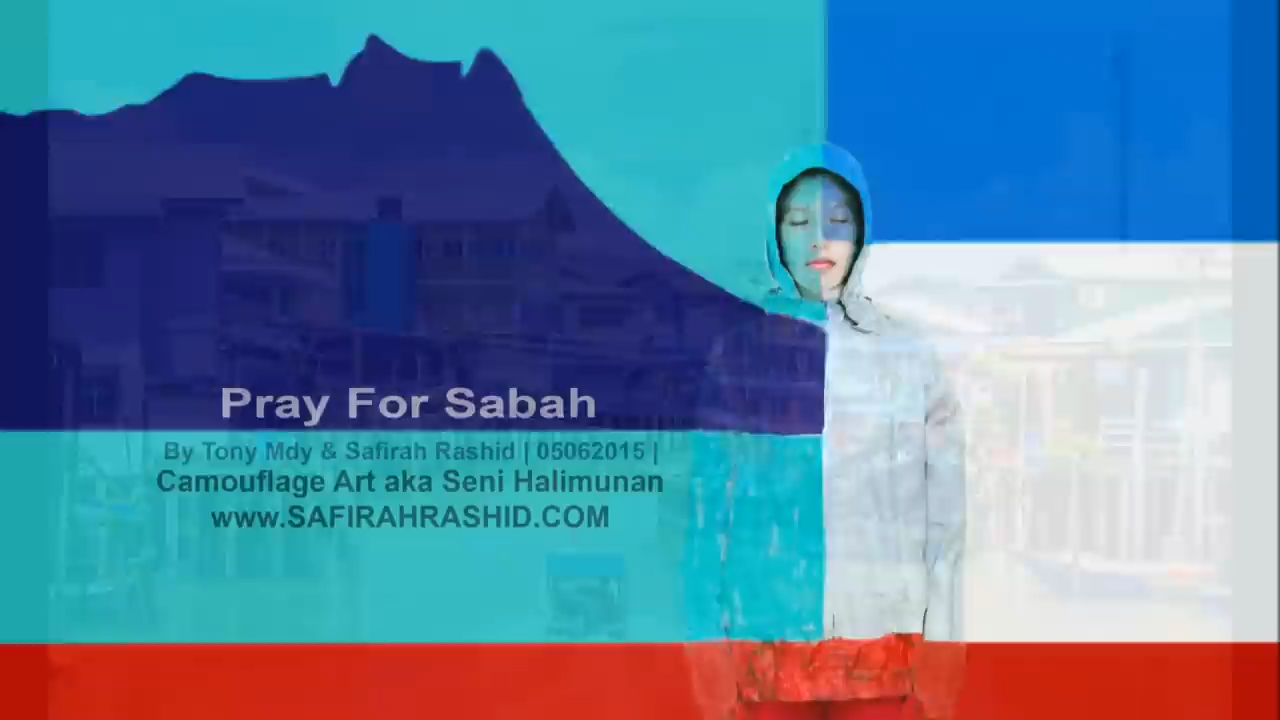 Pray For Sabah
By Tony Mdy & Safirah Rashid | 05062015 |
Camouflage Art aka Seni Halimunan
www.SAFIRAHRASHID.COM